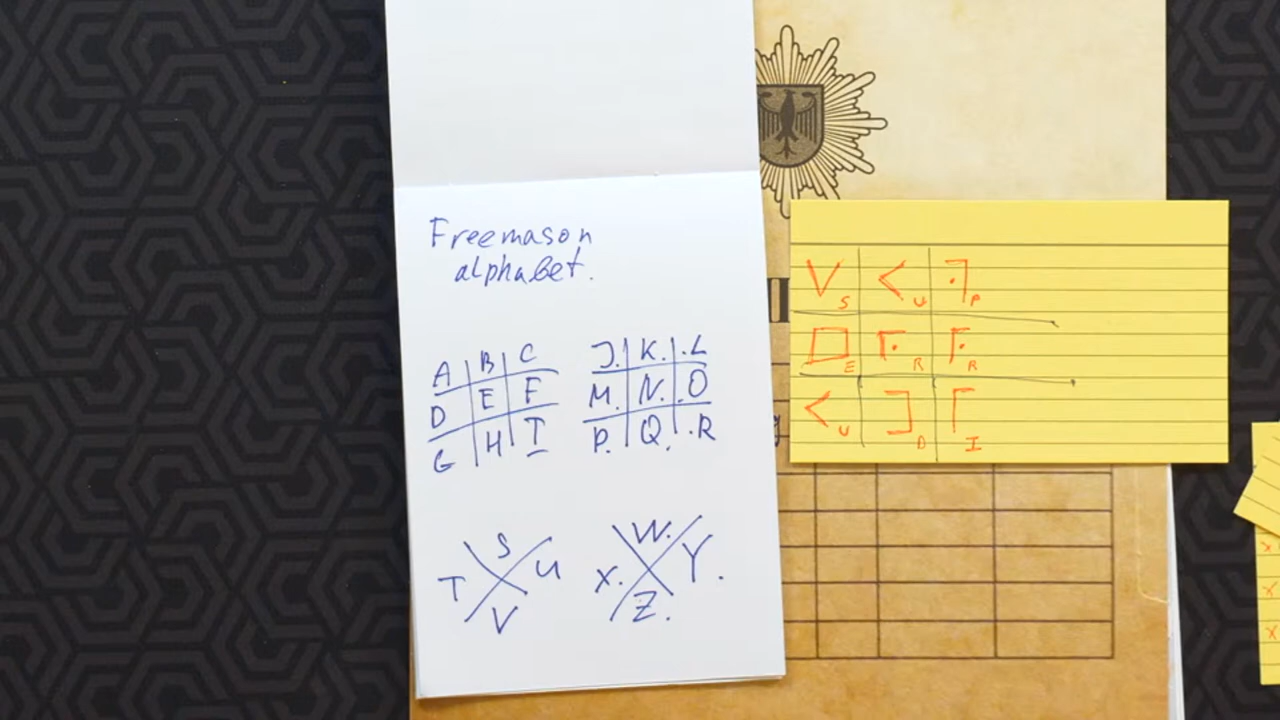 Freemason
alphabet.
A B C J. K. .L
D E F M. N. .O
G H I P. Q. .R
S W.
T U X. Y.
V Z.
S U P
E R R
U D I